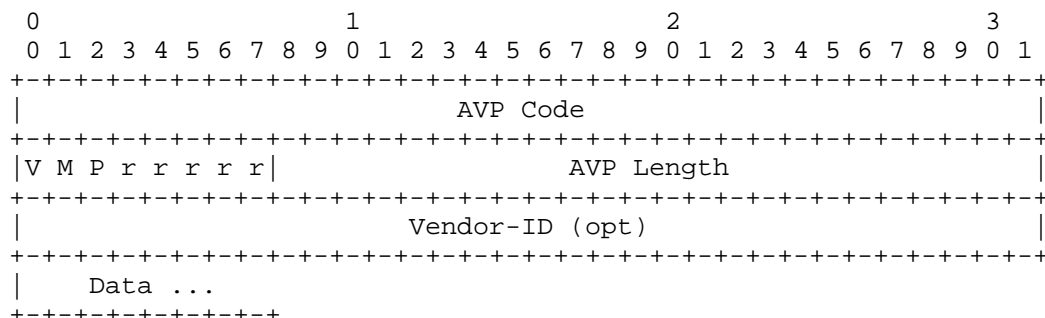 0                   1                   2                   3
 0 1 2 3 4 5 6 7 8 9 0 1 2 3 4 5 6 7 8 9 0 1 2 3 4 5 6 7 8 9 0 1
+-+-+-+-+-+-+-+-+-+-+-+-+-+-+-+-+-+-+-+-+-+-+-+-+-+-+-+-+-+-+-+-+
|                           AVP Code                            |
+-+-+-+-+-+-+-+-+-+-+-+-+-+-+-+-+-+-+-+-+-+-+-+-+-+-+-+-+-+-+-+-+
|V M P r r r r r|                  AVP Length                   |
+-+-+-+-+-+-+-+-+-+-+-+-+-+-+-+-+-+-+-+-+-+-+-+-+-+-+-+-+-+-+-+-+
|                        Vendor-ID (opt)                        |
+-+-+-+-+-+-+-+-+-+-+-+-+-+-+-+-+-+-+-+-+-+-+-+-+-+-+-+-+-+-+-+-+
|    Data ...
+-+-+-+-+-+-+-+-+